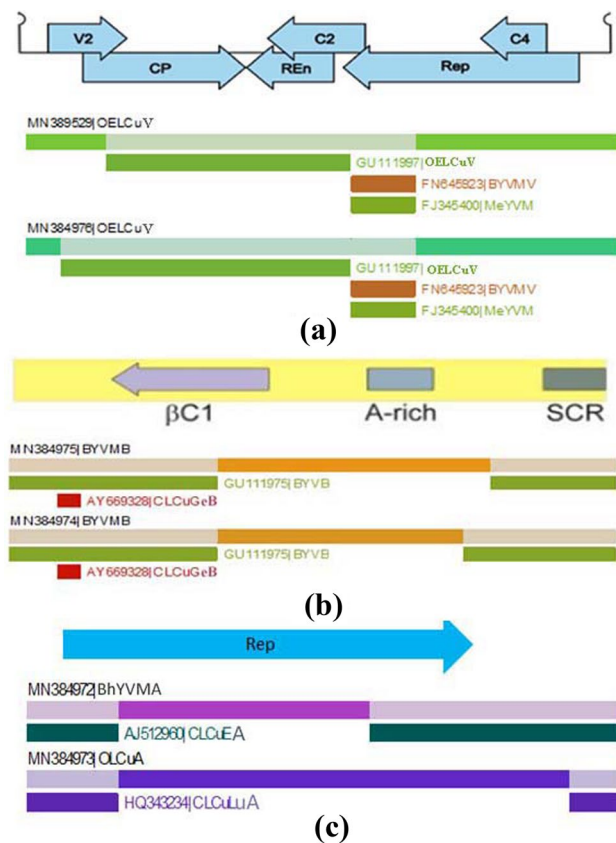 V2 C2 C4
CP REn Rep
MN389529|OELCuV
GU111997|OELCuV
FN645923|BYVMV
FJ345400|MeYVM
MN384976|OELCuV
GU111997|OELCuV
FN645923|BYVMV
FJ345400|MeYVM
(a)
βC1 A-rich SCR
MN384975|BYVMB
GU111975|BYVB
AY669328|CLCuGeB
MN384974|BYVMB
GU111975|BYVB
AY669328|CLCuGeB
(b)
Rep
MN384972|BhYVMA
AJ512960|CLCuEA
MN384973|OLCuA
HQ343234|CLCuLuA
(c)